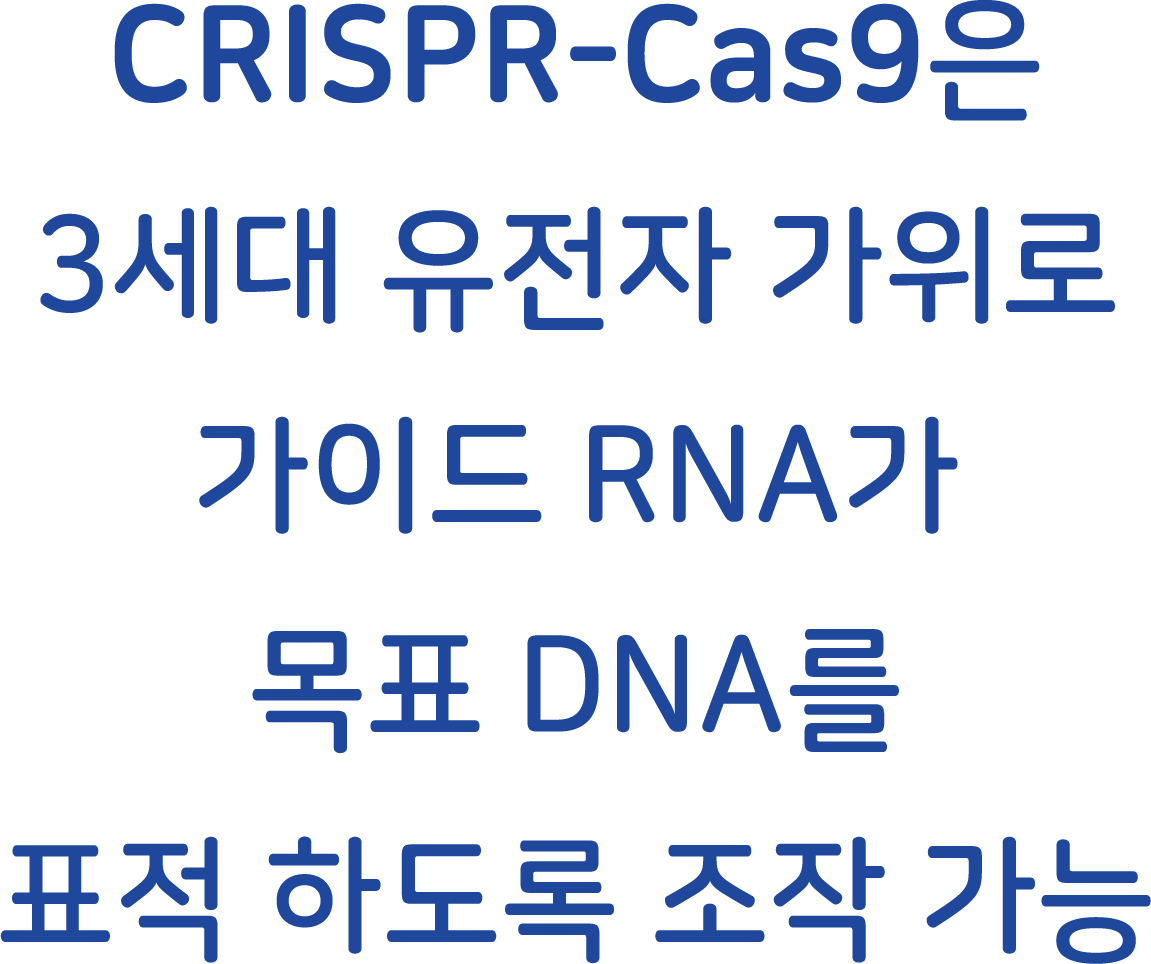 CRISPR-Cas9은
3세대 유전자 가위로
가이드 RNA가
목표 DNA를
표적 하도록 조작 가능